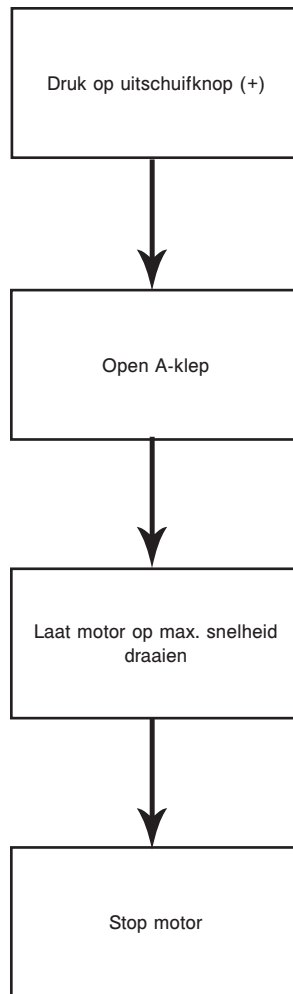 Druk op uitschuifknop (+)
Open A-klep
Laat motor op max. snelheid
draaien
Stop motor